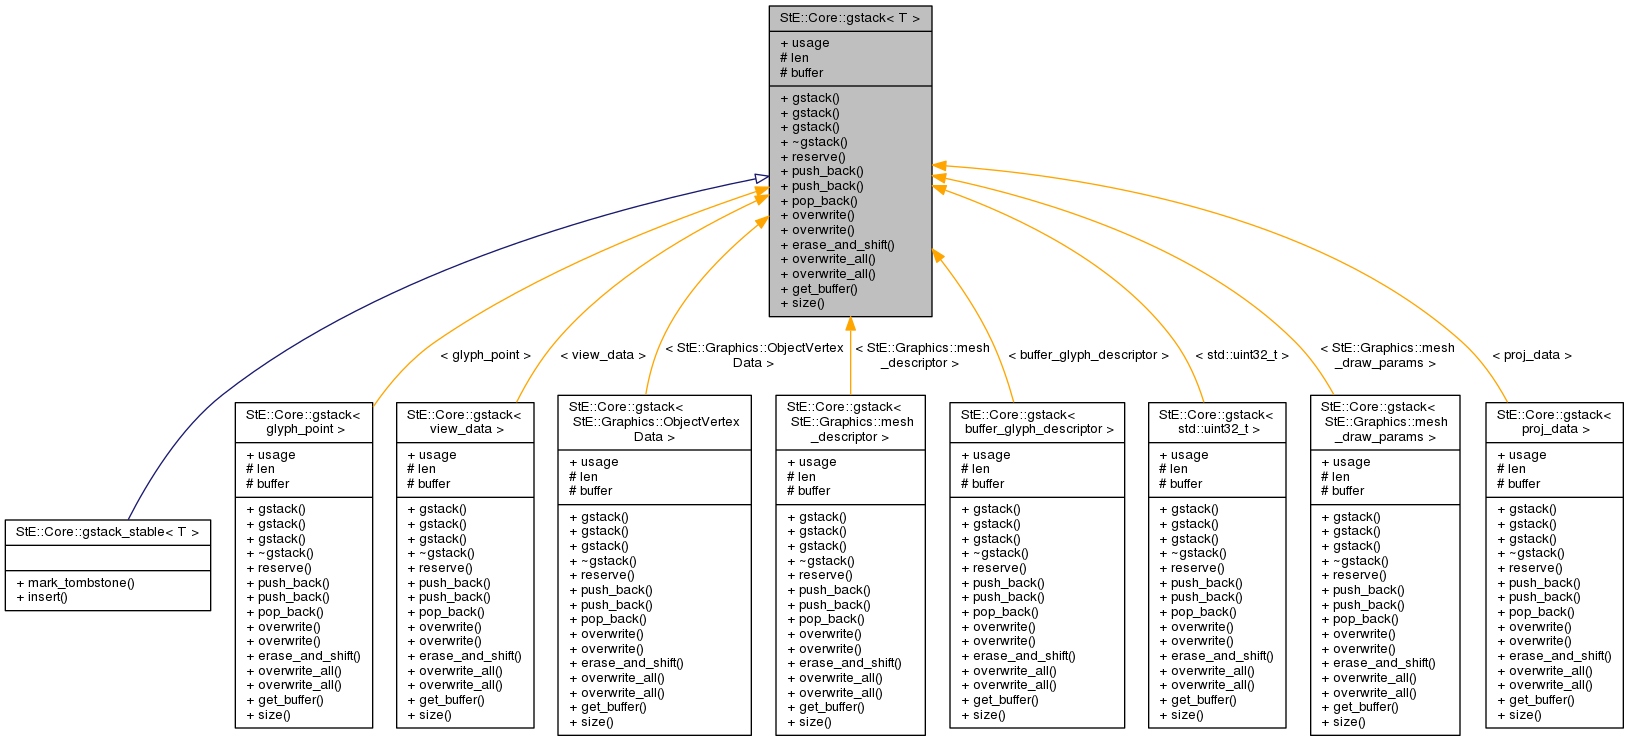 StE::Core::gstack< T >
+ usage
# len
# buffer
+ gstack()
+ gstack()
+ gstack()
+ ~gstack()
+ reserve()
+ push_back()
+ push_back()
+ pop_back()
+ overwrite()
+ overwrite()
+ erase_and_shift()
+ overwrite_all()
+ overwrite_all()
+ get_buffer()
+ size()
< glyph_point >
< view_data >
< StE::Graphics::ObjectVertex
Data >
< StE::Graphics::mesh
_descriptor >
< buffer_glyph_descriptor >
< std::uint32_t >
< StE::Graphics::mesh
_draw_params >
< proj_data >
StE::Core::gstack_stable< T >
+ mark_tombstone()
+ insert()
StE::Core::gstack<
glyph_point >
+ usage
# len
# buffer
+ gstack()
+ gstack()
+ gstack()
+ ~gstack()
+ reserve()
+ push_back()
+ push_back()
+ pop_back()
+ overwrite()
+ overwrite()
+ erase_and_shift()
+ overwrite_all()
+ overwrite_all()
+ get_buffer()
+ size()
StE::Core::gstack<
view_data >
+ usage
# len
# buffer
+ gstack()
+ gstack()
+ gstack()
+ ~gstack()
+ reserve()
+ push_back()
+ push_back()
+ pop_back()
+ overwrite()
+ overwrite()
+ erase_and_shift()
+ overwrite_all()
+ overwrite_all()
+ get_buffer()
+ size()
StE::Core::gstack<
StE::Graphics::ObjectVertex
Data >
+ usage
# len
# buffer
+ gstack()
+ gstack()
+ gstack()
+ ~gstack()
+ reserve()
+ push_back()
+ push_back()
+ pop_back()
+ overwrite()
+ overwrite()
+ erase_and_shift()
+ overwrite_all()
+ overwrite_all()
+ get_buffer()
+ size()
StE::Core::gstack<
StE::Graphics::mesh
_descriptor >
+ usage
# len
# buffer
+ gstack()
+ gstack()
+ gstack()
+ ~gstack()
+ reserve()
+ push_back()
+ push_back()
+ pop_back()
+ overwrite()
+ overwrite()
+ erase_and_shift()
+ overwrite_all()
+ overwrite_all()
+ get_buffer()
+ size()
StE::Core::gstack<
buffer_glyph_descriptor >
+ usage
# len
# buffer
+ gstack()
+ gstack()
+ gstack()
+ ~gstack()
+ reserve()
+ push_back()
+ push_back()
+ pop_back()
+ overwrite()
+ overwrite()
+ erase_and_shift()
+ overwrite_all()
+ overwrite_all()
+ get_buffer()
+ size()
StE::Core::gstack<
std::uint32_t >
+ usage
# len
# buffer
+ gstack()
+ gstack()
+ gstack()
+ ~gstack()
+ reserve()
+ push_back()
+ push_back()
+ pop_back()
+ overwrite()
+ overwrite()
+ erase_and_shift()
+ overwrite_all()
+ overwrite_all()
+ get_buffer()
+ size()
StE::Core::gstack<
StE::Graphics::mesh
_draw_params >
+ usage
# len
# buffer
+ gstack()
+ gstack()
+ gstack()
+ ~gstack()
+ reserve()
+ push_back()
+ push_back()
+ pop_back()
+ overwrite()
+ overwrite()
+ erase_and_shift()
+ overwrite_all()
+ overwrite_all()
+ get_buffer()
+ size()
StE::Core::gstack<
proj_data >
+ usage
# len
# buffer
+ gstack()
+ gstack()
+ gstack()
+ ~gstack()
+ reserve()
+ push_back()
+ push_back()
+ pop_back()
+ overwrite()
+ overwrite()
+ erase_and_shift()
+ overwrite_all()
+ overwrite_all()
+ get_buffer()
+ size()